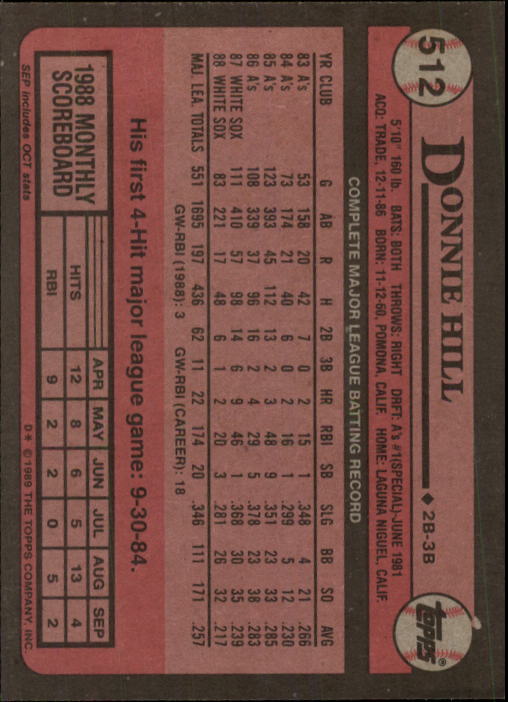 512
DONNIE HILL ◆ 2B-3B
topps®
5'10" 160 lb. BATS: BOTH THROWS: RIGHT DRFT: A's #1(SPECIAL)-JUNE 1981
ACQ: TRADE, 12-11-86 BORN: 11-12-60, POMONA, CALIF. HOME: LAGUNA NIGUEL, CALIF.
COMPLETE MAJOR LEAGUE BATTING RECORD
YR CLUB G AB R H 2B 3B HR RBI SB SLG BB SO AVG
83 A's 53 158 20 42 7 0 2 15 1 .348 4 21 .266
84 A's 73 174 21 40 6 0 2 16 1 .299 5 12 .230
85 A's 123 393 45 112 13 2 3 48 9 .351 23 33 .285
86 A's 108 339 37 96 16 2 4 29 5 .378 23 38 .283
87 WHITE SOX 111 410 57 98 14 6 9 46 1 .368 30 35 .239
88 WHITE SOX 83 221 17 48 6 1 2 20 3 .281 26 32 .217
MAJ. LEA. TOTALS 551 1695 197 436 62 11 22 174 20 .346 111 171 .257
GW-RBI (1988): 3 GW-RBI (CAREER): 18
His first 4-Hit major league game: 9-30-84.
1988 MONTHLY
SCOREBOARD
APR MAY JUN JUL AUG SEP
HITS 12 8 6 5 13 4
RBI 9 2 2 0 5 2
SEP includes OCT stats
D* © 1989 THE TOPPS COMPANY, INC.